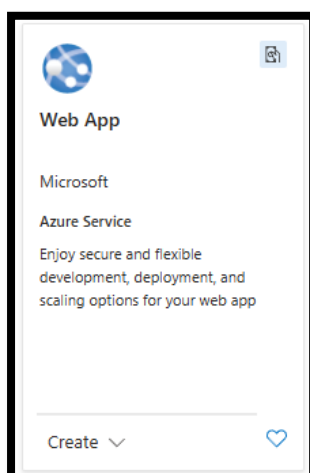 Web App
Microsoft
Azure Service
Enjoy secure and flexible
development, deployment, and
scaling options for your web app
Create